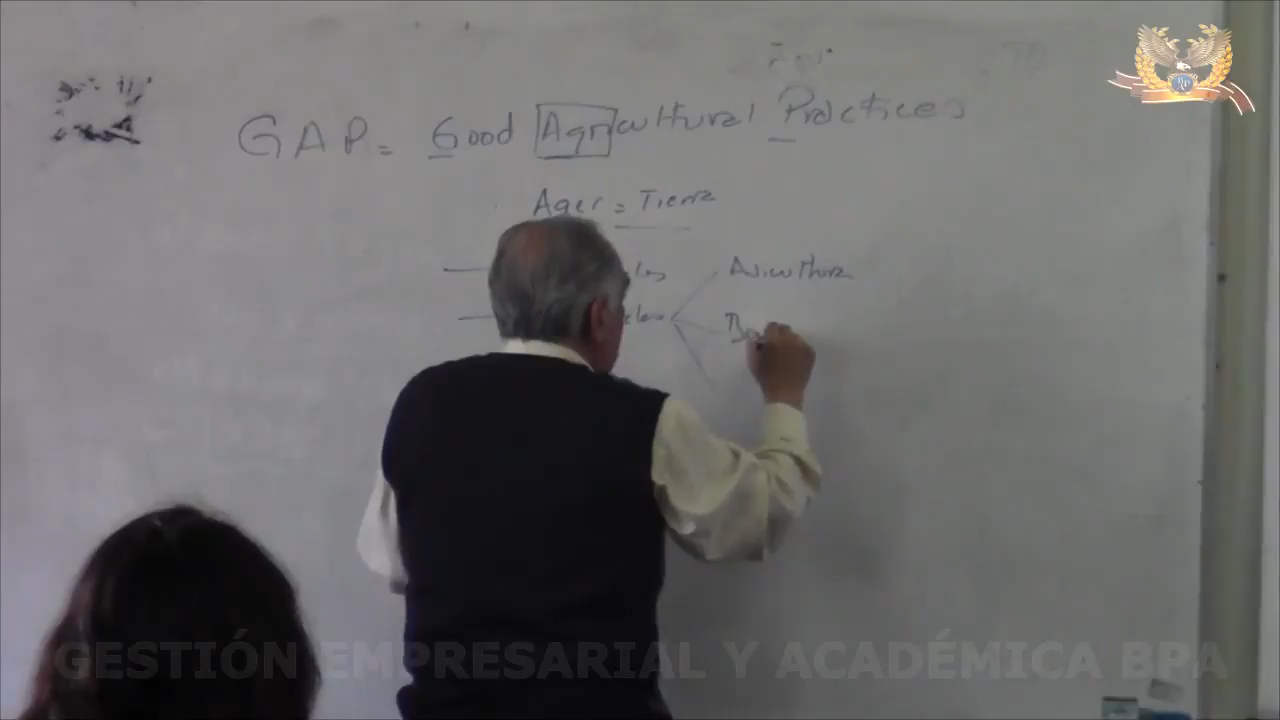 GAP = Good Agricultural Practices
Ager = Tierra
Avicultura
GESTIÓN EMPRESARIAL Y ACADÉMICA BPA